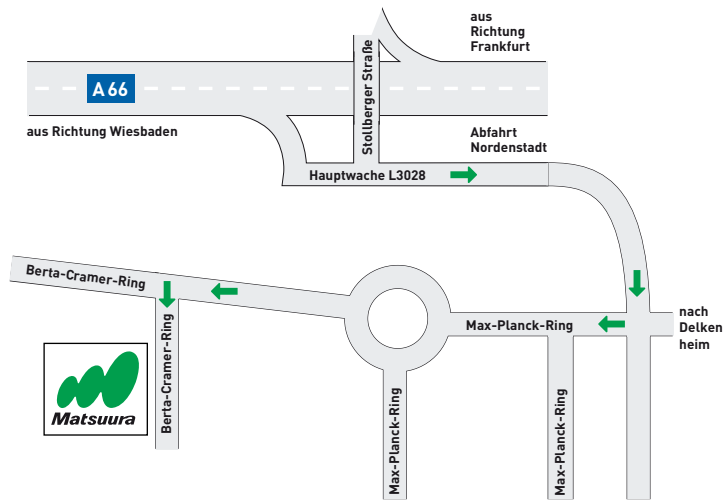 aus
Richtung
Frankfurt
Stollberger Straße
A 66
aus Richtung Wiesbaden
Abfahrt
Nordenstadt
Hauptwache L3028
Berta-Cramer-Ring
nach
Delken
heim
Max-Planck-Ring
Berta-Cramer-Ring
Matsuura
Max-Planck-Ring
Max-Planck-Ring